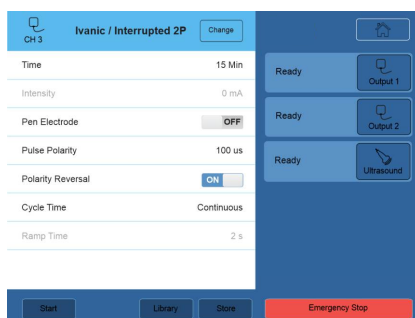 CH 3
Ivanic / Interrupted 2P
Change
Time 15 Min
Intensity 0 mA
Pen Electrode OFF
Pulse Polarity 100 us
Polarity Reversal ON
Cycle Time Continuous
Ramp Time 2 s
Ready Output 1
Ready Output 2
Ready Ultrasound
Start Library Store Emergency Stop